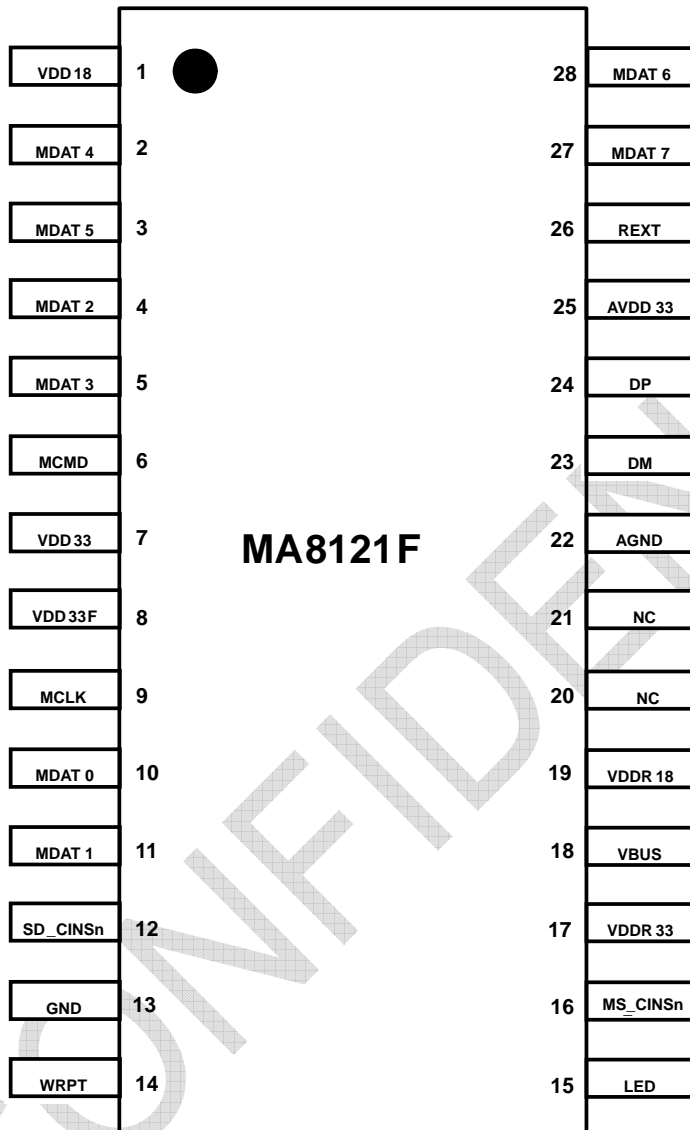 VDD18 1 28 MDAT 6
MDAT 4 2 27 MDAT 7
MDAT 5 3 26 REXT
MDAT 2 4 25 AVDD 33
MDAT 3 5 24 DP
MCMD 6 23 DM
VDD33 7 MA8121F 22 AGND
VDD33F 8 21 NC
MCLK 9 20 NC
MDAT 0 10 19 VDDR 18
MDAT 1 11 18 VBUS
SD_CINSn 12 17 VDDR 33
GND 13 16 MS_CINSn
WRPT 14 15 LED
CONFIDEN